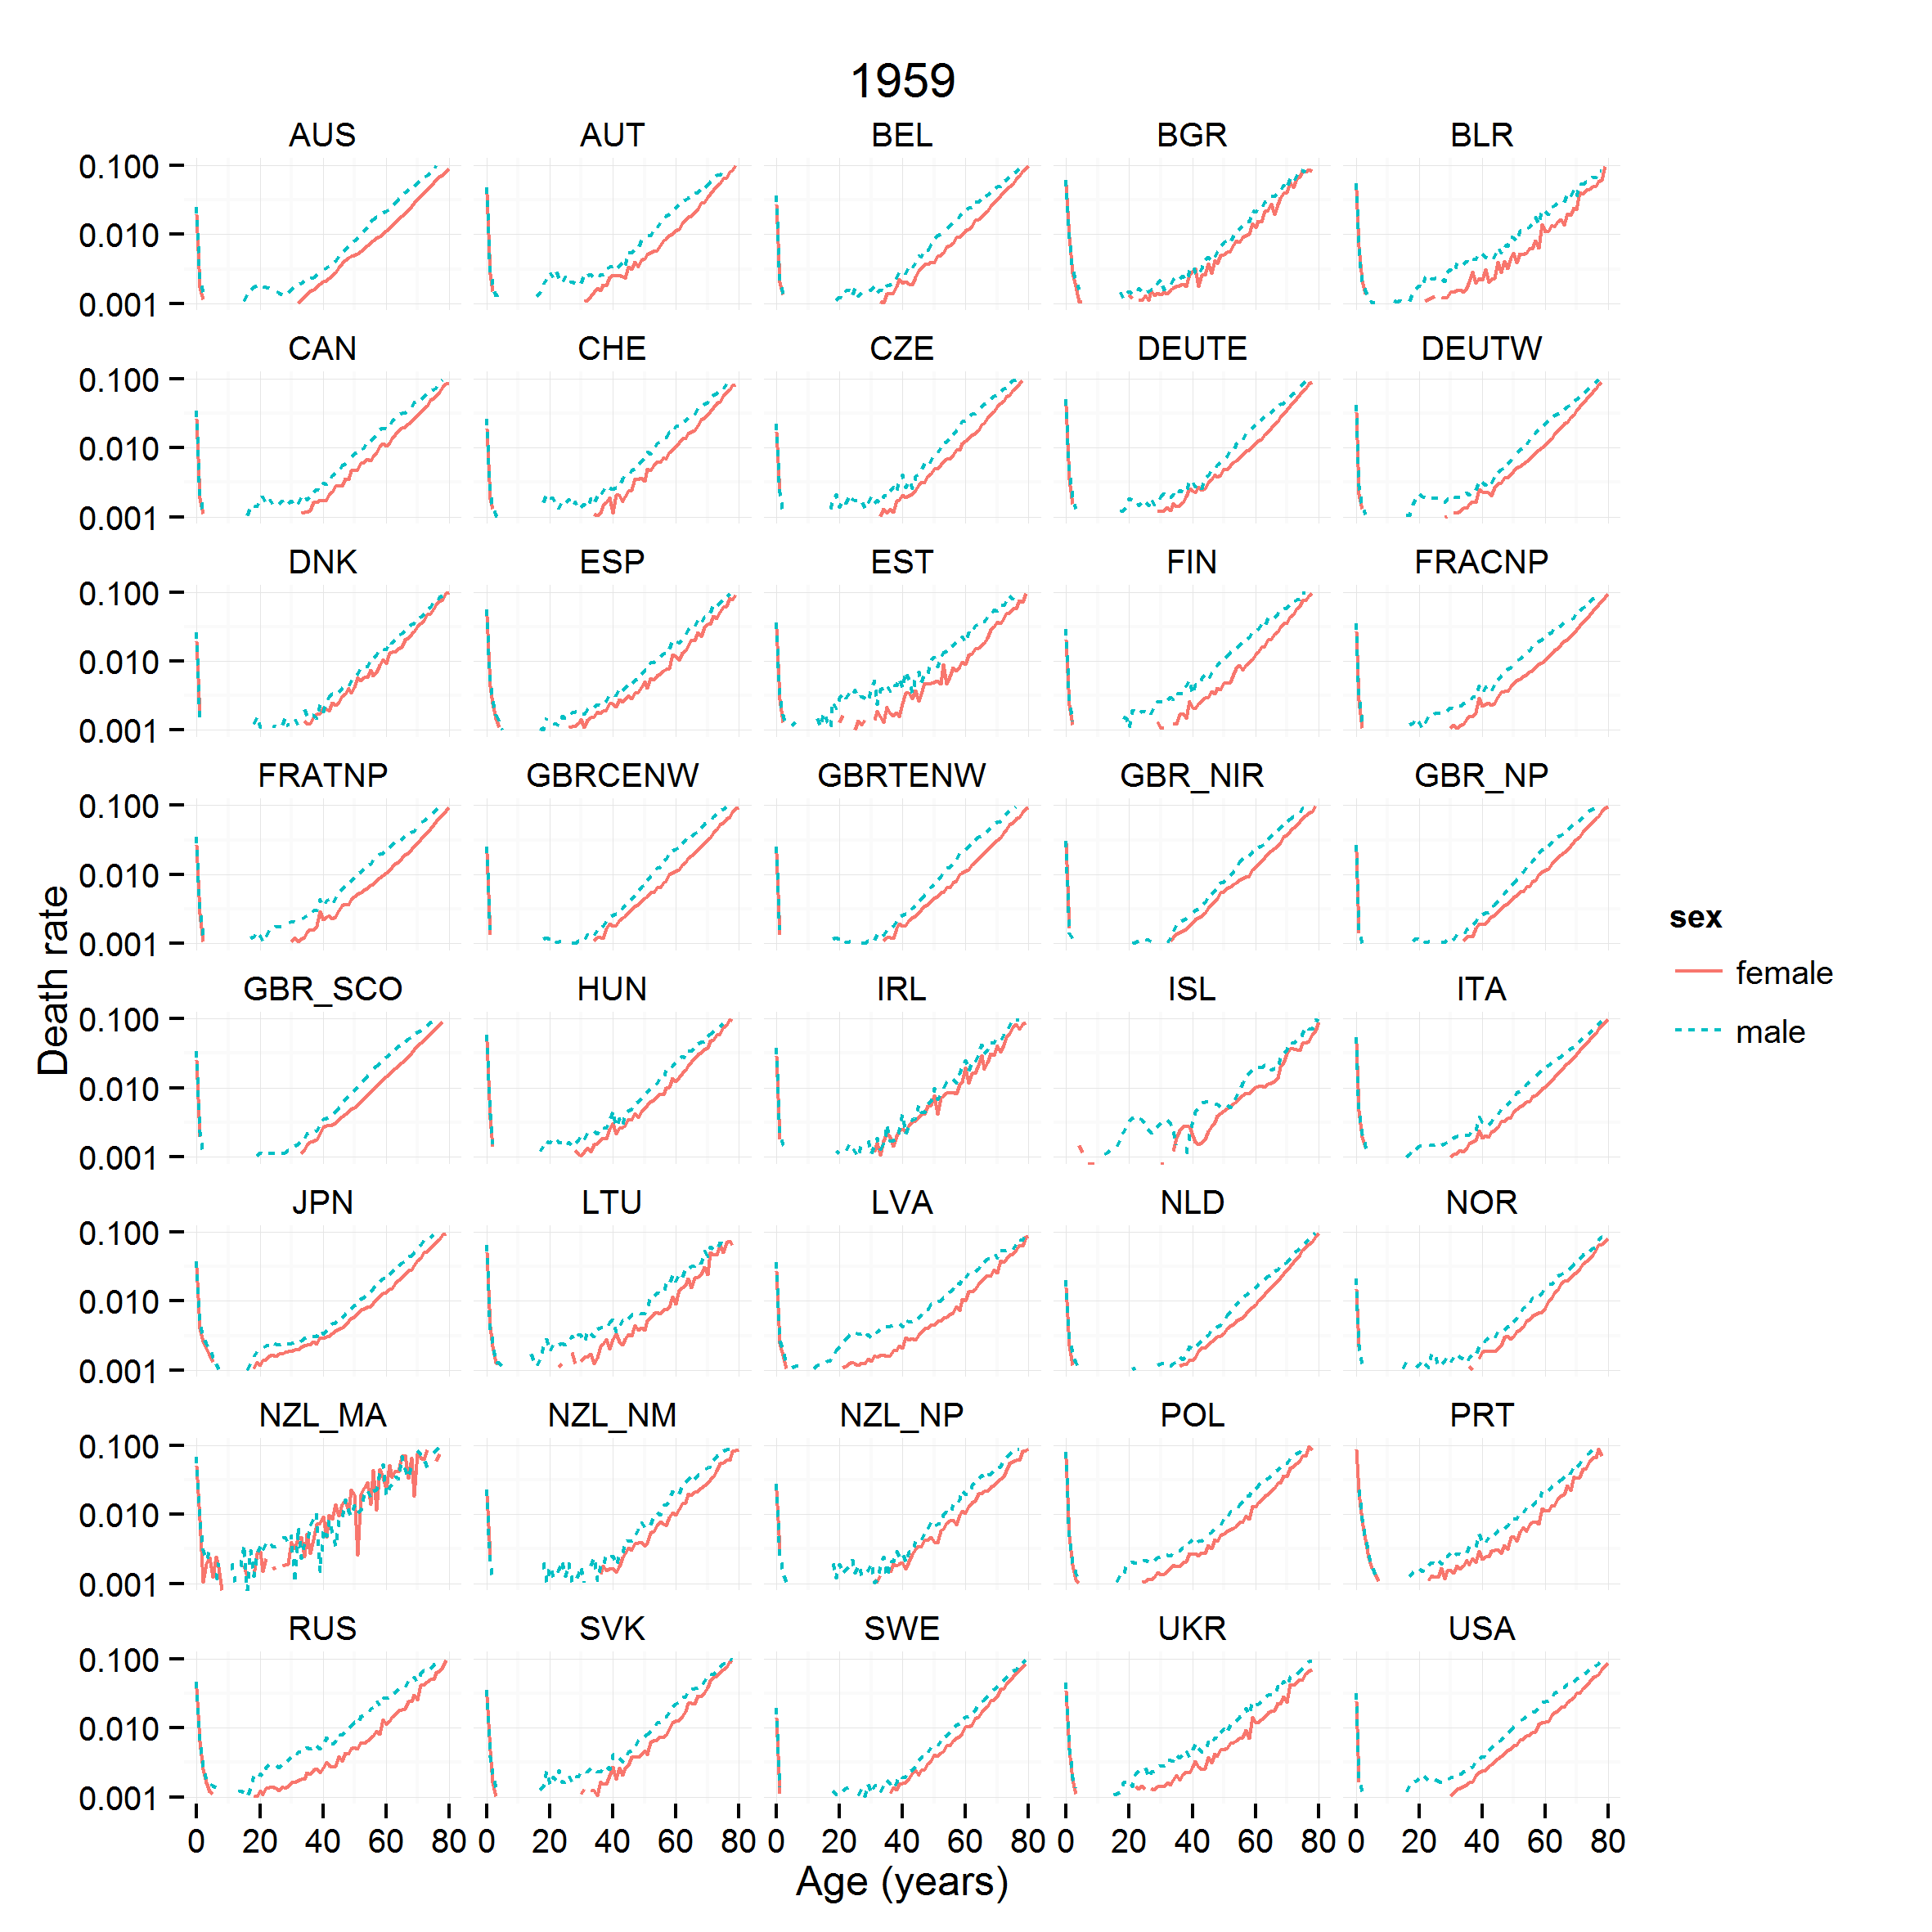 1959
AUS AUT BEL BGR BLR
0.100
0.010
0.001
CAN CHE CZE DEUTE DEUTW
0.100
0.010
0.001
DNK ESP EST FIN FRACNP
0.100
0.010
0.001
FRATNP GBRCENW GBRTENW GBR_NIR GBR_NP
0.100
0.010
0.001
GBR_SCO HUN IRL ISL ITA
0.100
0.010
0.001
JPN LTU LVA NLD NOR
0.100
0.010
0.001
NZL_MA NZL_NM NZL_NP POL PRT
0.100
0.010
0.001
RUS SVK SWE UKR USA
0.100
0.010
0.001
0 20 40 60 80 0 20 40 60 80 0 20 40 60 80 0 20 40 60 80 0 20 40 60 80
Age (years)
Death rate
sex
female
male